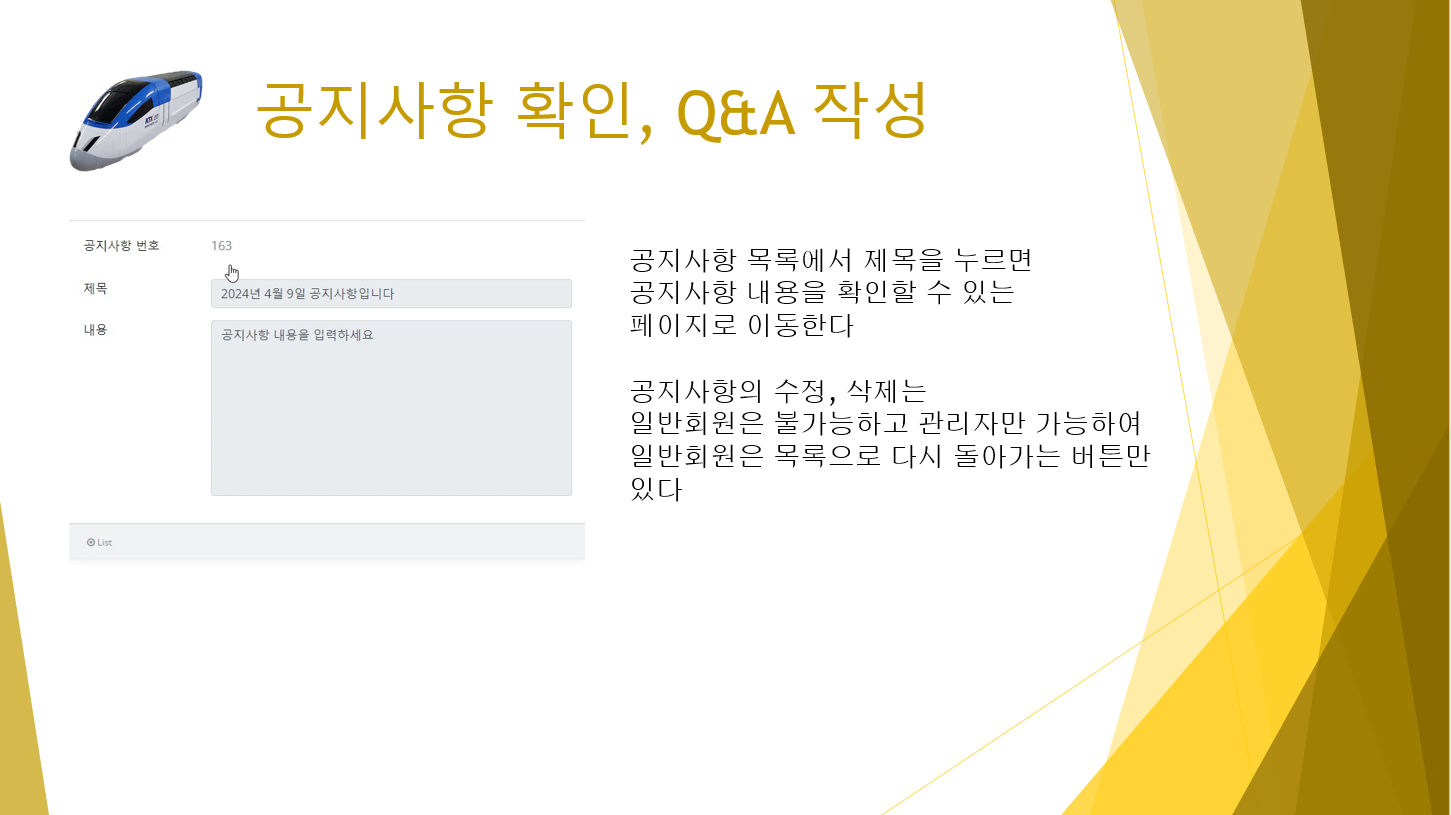 공지사항 확인, Q&A 작성
공지사항 번호 163
제목 2024년 4월 9일 공지사항입니다
내용 공지사항 내용을 입력하세요
List
공지사항 목록에서 제목을 누르면
공지사항 내용을 확인할 수 있는
페이지로 이동한다
공지사항의 수정, 삭제는
일반회원은 불가능하고 관리자만 가능하여
일반회원은 목록으로 다시 돌아가는 버튼만
있다